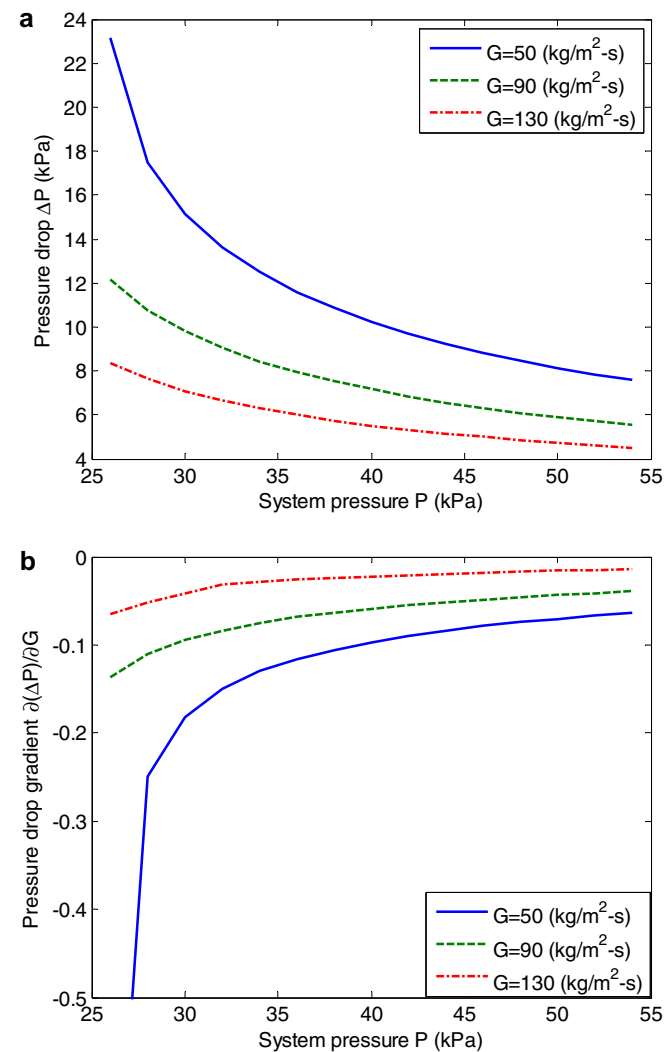 a
24
22
20
18
16
14
12
10
8
6
4
Pressure drop ΔP (kPa)
G=50 (kg/m²-s)
G=90 (kg/m²-s)
G=130 (kg/m²-s)
25 30 35 40 45 50 55
System pressure P (kPa)
b
0
-0.1
-0.2
-0.3
-0.4
-0.5
Pressure drop gradient ∂(ΔP)/∂G
G=50 (kg/m²-s)
G=90 (kg/m²-s)
G=130 (kg/m²-s)
25 30 35 40 45 50 55
System pressure P (kPa)